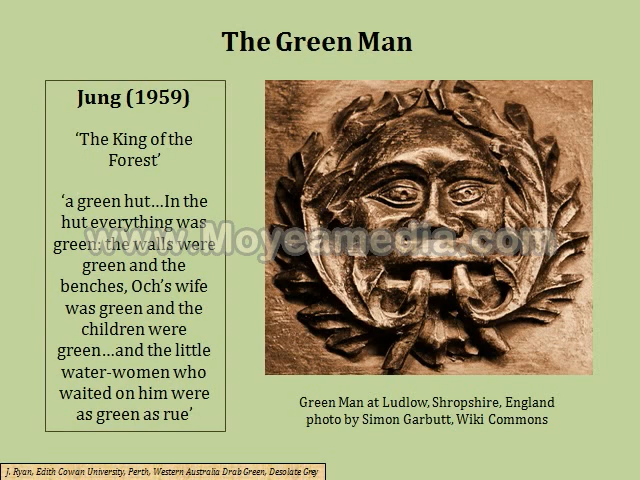 The Green Man
Jung (1959)
‘The King of the
Forest’
‘a green hut…In the
hut everything was
green; the walls were
green and the
benches, Och’s wife
was green and the
children were
green…and the little
water-women who
waited on him were
as green as rue’
www.Moyeamedia.com
Green Man at Ludlow, Shropshire, England
photo by Simon Garbutt, Wiki Commons
J. Ryan, Edith Cowan University, Perth, Western Australia Drab Green, Desolate Grey